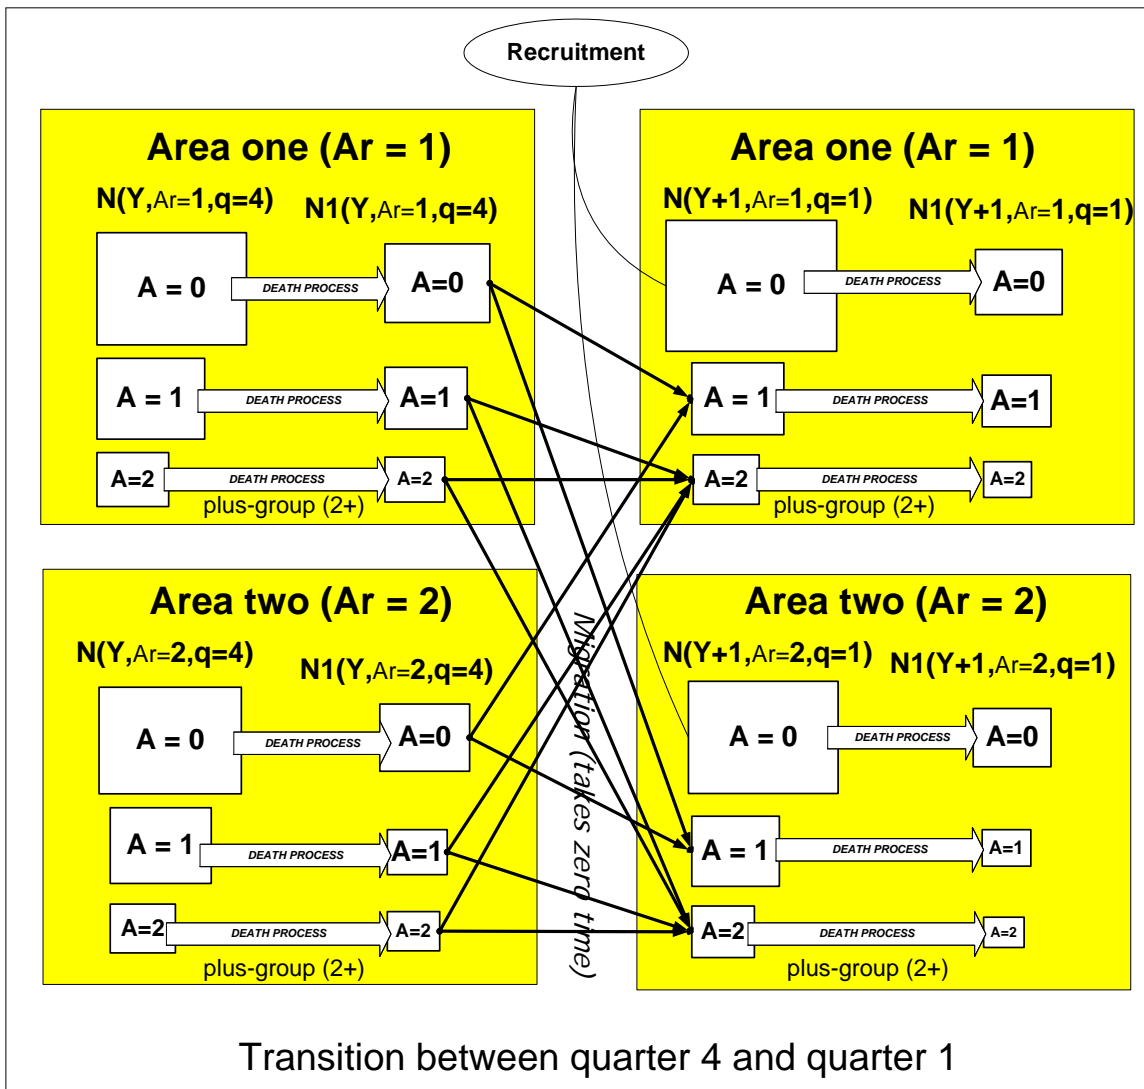 Recruitment
Area one (Ar = 1)
N(Y,Ar=1,q=4)
N1(Y,Ar=1,q=4)
A = 0
DEATH PROCESS
A=0
A = 1
DEATH PROCESS
A=1
A=2
DEATH PROCESS
A=2
plus-group (2+)
Area one (Ar = 1)
N(Y+1,Ar=1,q=1)
N1(Y+1,Ar=1,q=1)
A = 0
DEATH PROCESS
A=0
A = 1
DEATH PROCESS
A=1
A=2
DEATH PROCESS
A=2
plus-group (2+)
Area two (Ar = 2)
N(Y,Ar=2,q=4)
N1(Y,Ar=2,q=4)
A = 0
DEATH PROCESS
A=0
A = 1
DEATH PROCESS
A=1
A=2
DEATH PROCESS
A=2
plus-group (2+)
Migration (takes zero time)
Area two (Ar = 2)
N(Y+1,Ar=2,q=1)
N1(Y+1,Ar=2,q=1)
A = 0
DEATH PROCESS
A=0
A = 1
DEATH PROCESS
A=1
A=2
DEATH PROCESS
A=2
plus-group (2+)
Transition between quarter 4 and quarter 1